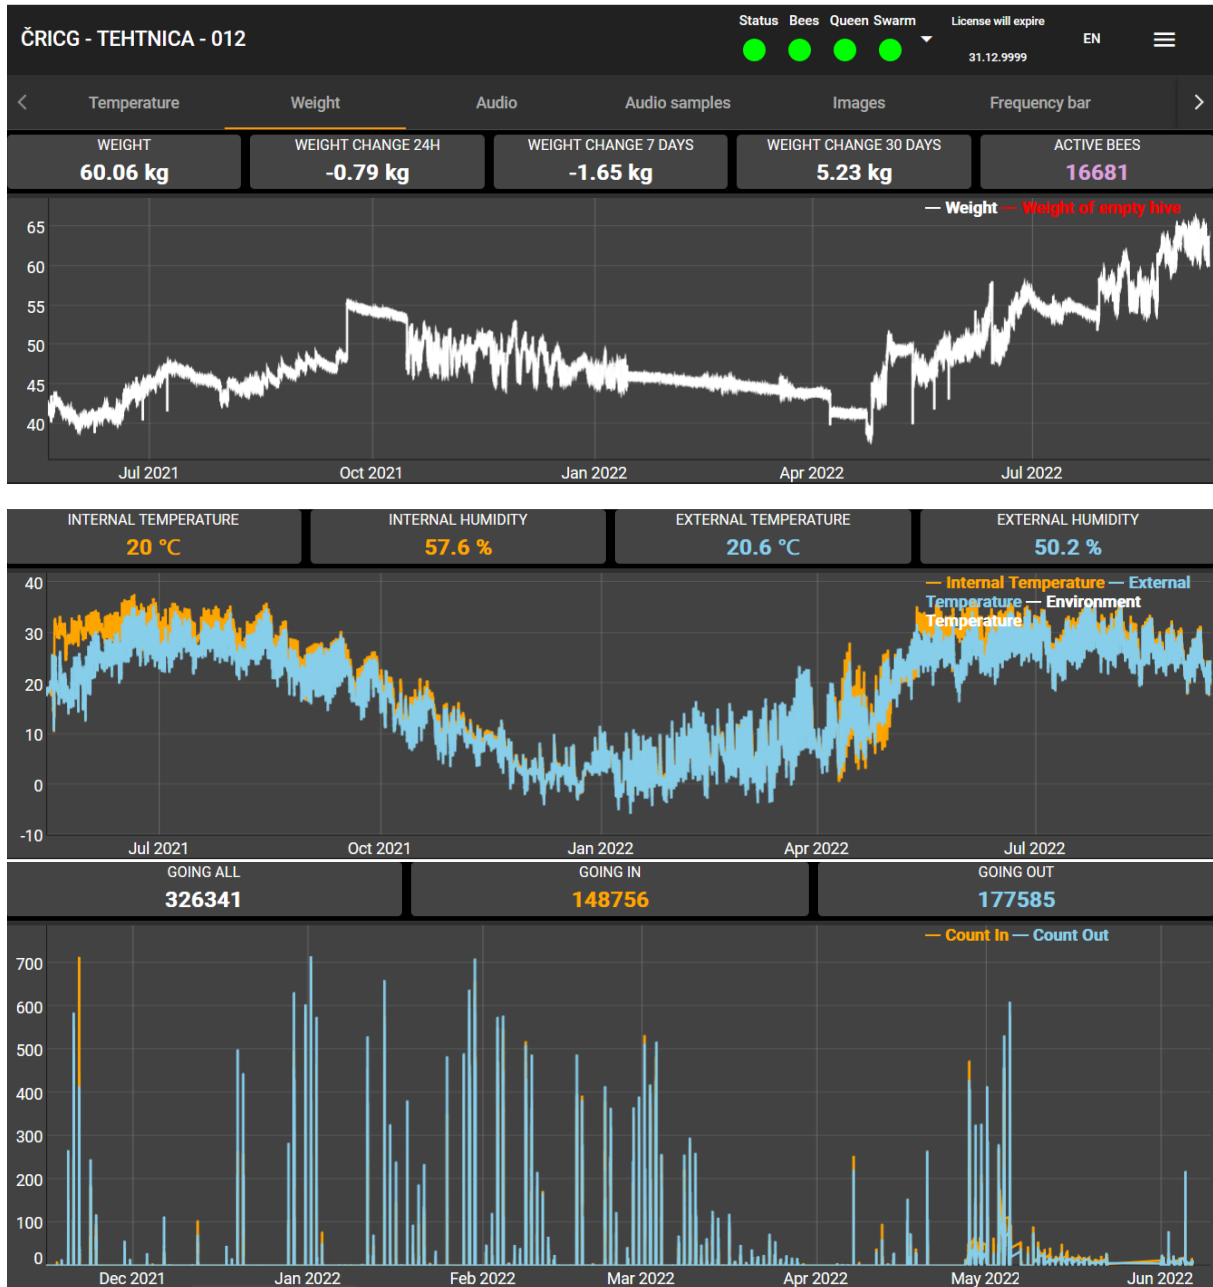 ČRICG - TEHTNICA - 012
Status Bees Queen Swarm
License will expire
31.12.9999
EN
Temperature Weight Audio Audio samples Images Frequency bar
WEIGHT WEIGHT CHANGE 24H WEIGHT CHANGE 7 DAYS WEIGHT CHANGE 30 DAYS ACTIVE BEES
60.06 kg -0.79 kg -1.65 kg 5.23 kg 16681
Weight Weight of empty hive
65
60
55
50
45
40
Jul 2021 Oct 2021 Jan 2022 Apr 2022 Jul 2022
INTERNAL TEMPERATURE INTERNAL HUMIDITY EXTERNAL TEMPERATURE EXTERNAL HUMIDITY
20 °C 57.6 % 20.6 °C 50.2 %
Internal Temperature External
Temperature Environment
Temperature
40
30
20
10
0
-10
Jul 2021 Oct 2021 Jan 2022 Apr 2022 Jul 2022
GOING ALL GOING IN GOING OUT
326341 148756 177585
Count In Count Out
700
600
500
400
300
200
100
0
Dec 2021 Jan 2022 Feb 2022 Mar 2022 Apr 2022 May 2022 Jun 2022